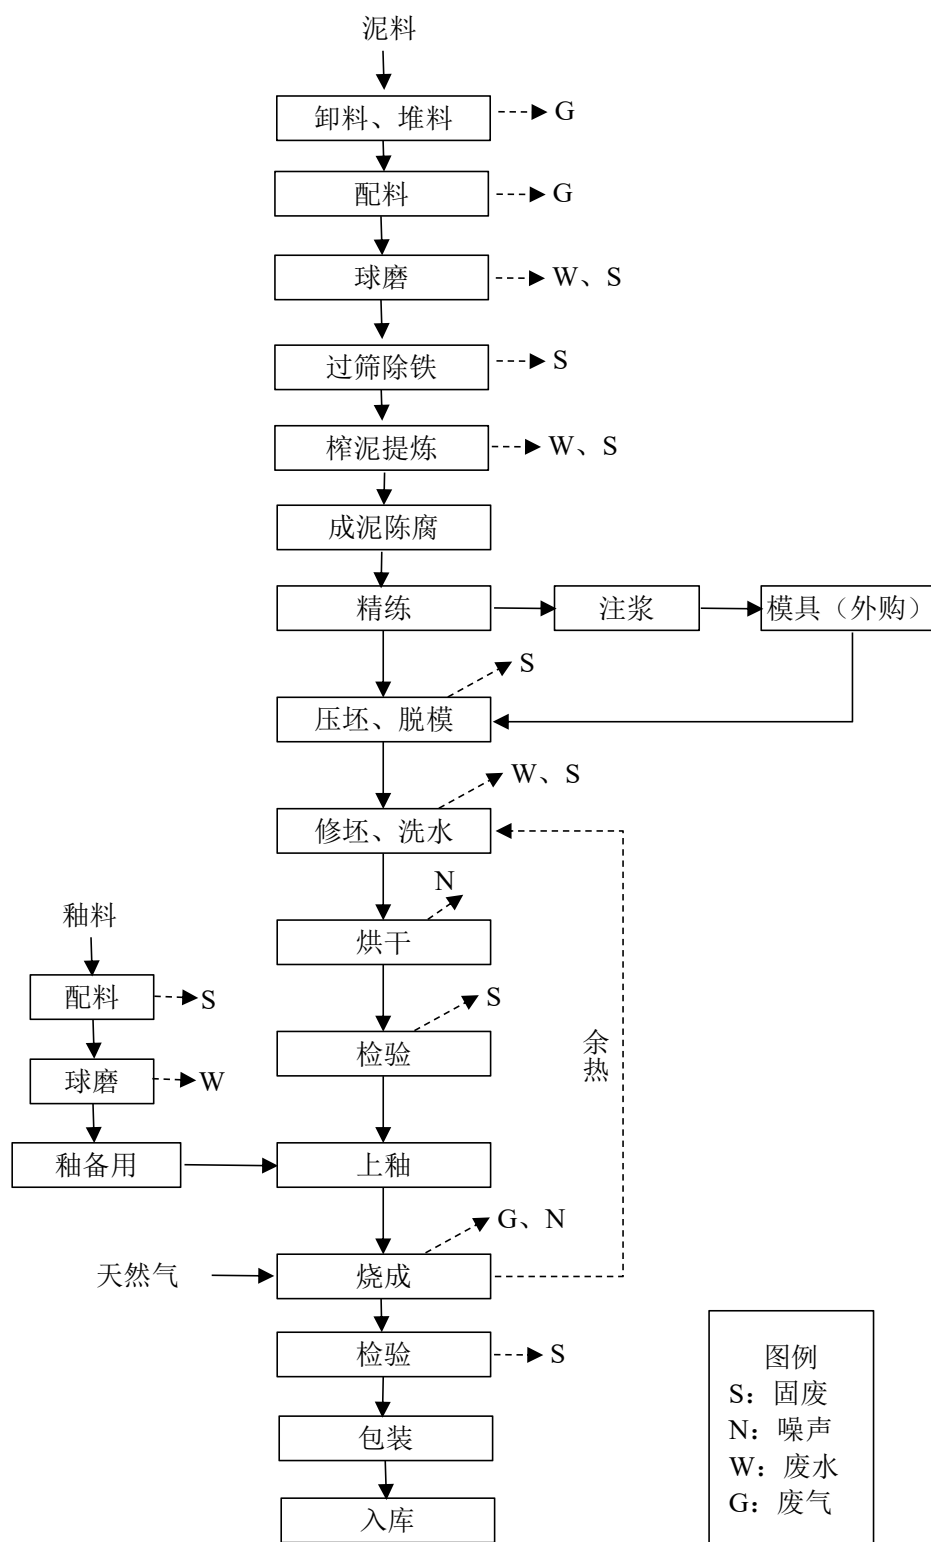 泥料
卸料、堆料
G
配料
G
球磨
W、S
过筛除铁
S
榨泥提炼
W、S
成泥陈腐
精练
注浆
模具（外购）
S
压坯、脱模
W、S
修坯、洗水
N
烘干
釉料
配料
S
S
检验
余热
球磨
W
釉备用
上釉
G、N
天然气
烧成
检验
S
包装
入库
图例
S：固废
N：噪声
W：废水
G：废气